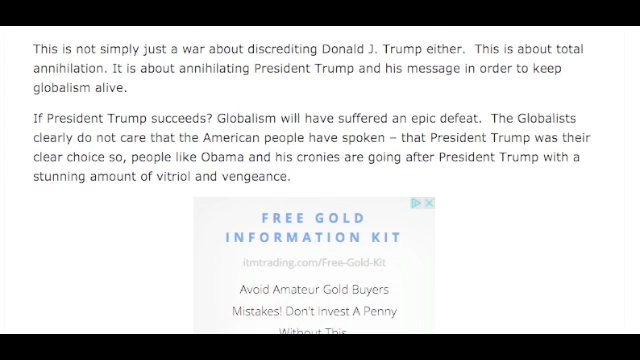 This is not simply just a war about discrediting Donald J. Trump either.  This is about total
annihilation. It is about annihilating President Trump and his message in order to keep
globalism alive.
If President Trump succeeds? Globalism will have suffered an epic defeat.  The Globalists
clearly do not care that the American people have spoken – that President Trump was their
clear choice so, people like Obama and his cronies are going after President Trump with a
stunning amount of vitriol and vengeance.
FREE GOLD
INFORMATION KIT
itmtrading.com/Free-Gold-Kit
Avoid Amateur Gold Buyers
Mistakes! Don't Invest A Penny
Without This